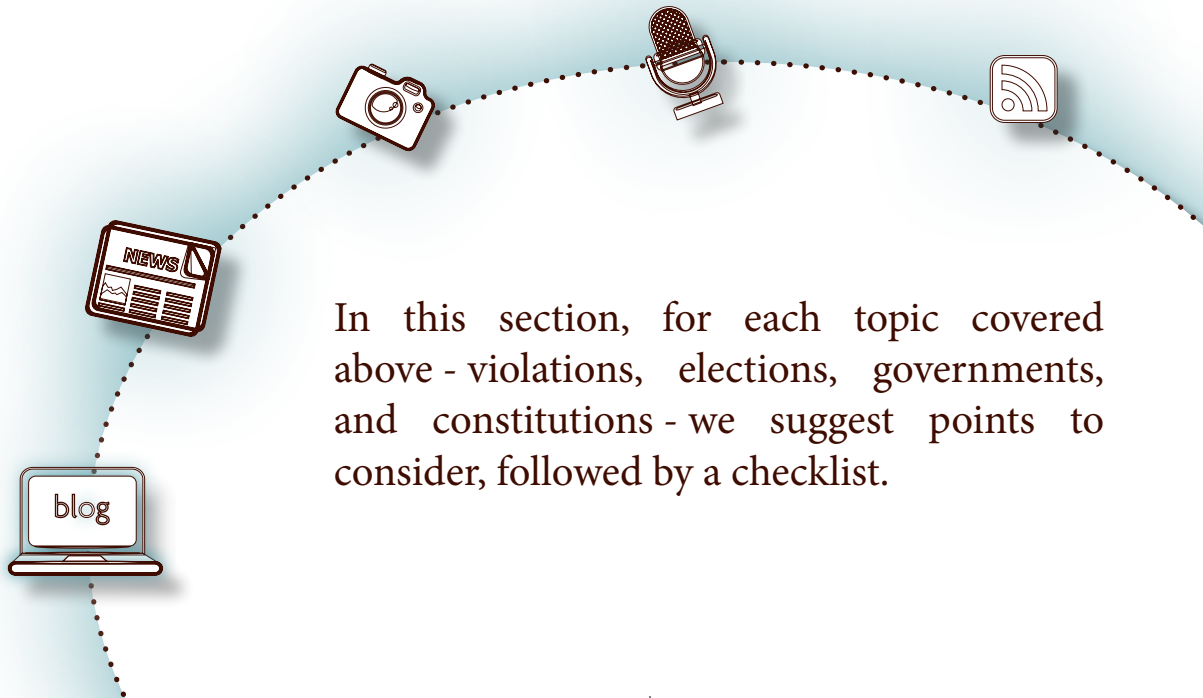 NEWS
In this section, for each topic covered
above - violations, elections, governments,
and constitutions - we suggest points to
consider, followed by a checklist.
blog